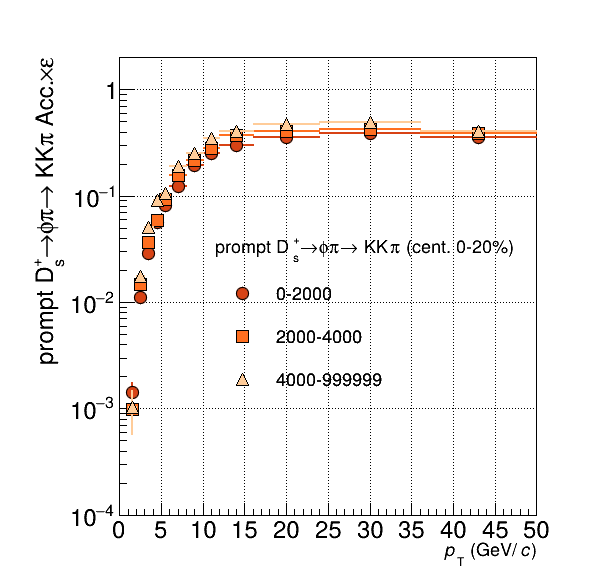 prompt D⁺ₛ→ϕπ→ KKπ Acc.×ε
1
10⁻¹
10⁻²
10⁻³
10⁻⁴
prompt D⁺ₛ→ϕπ→ KKπ (cent. 0-20%)
0-2000
2000-4000
4000-999999
0 5 10 15 20 25 30 35 40 45 50
p_T (GeV/c)